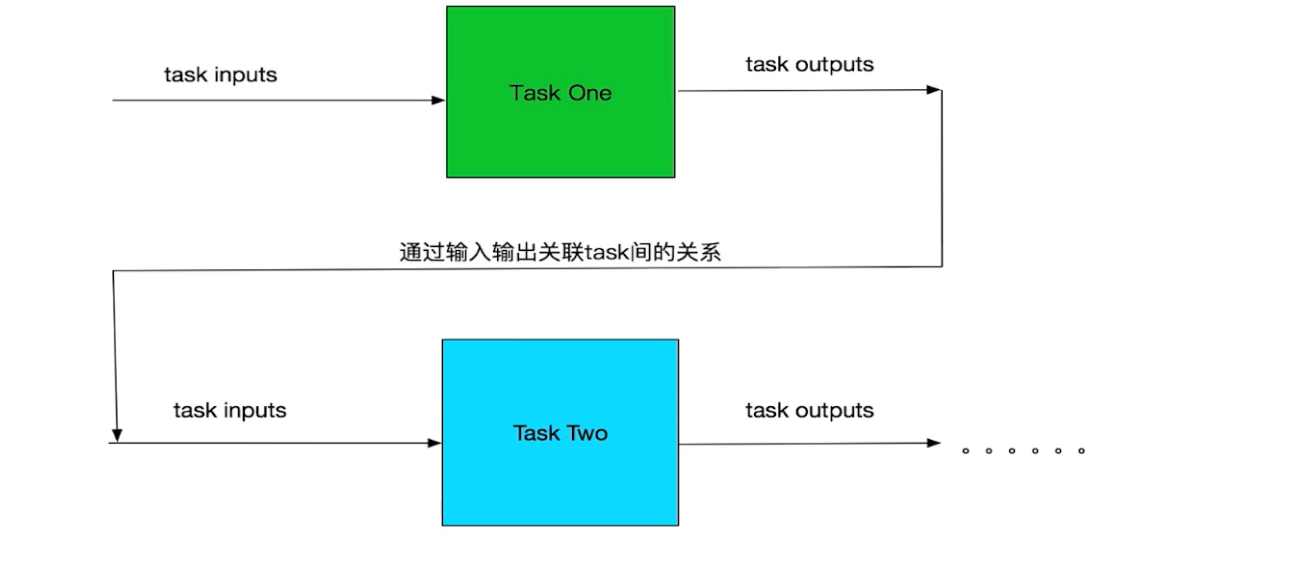 task inputs
Task One
task outputs
通过输入输出关联task间的关系
task inputs
Task Two
task outputs
。。。。。。